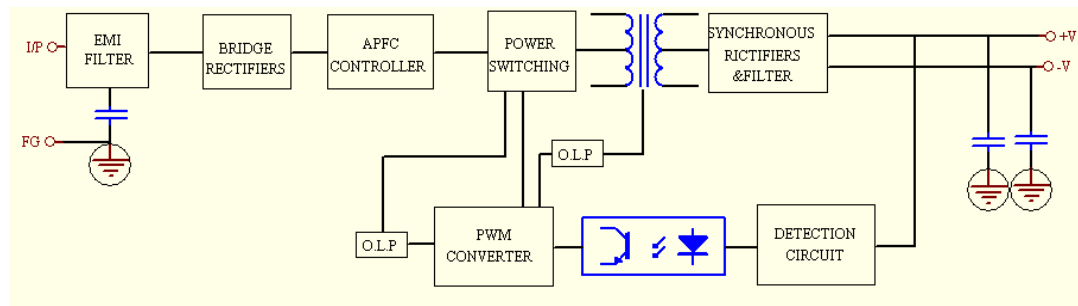 I/P
EMI
FILTER
BRIDGE
RECTIFIERS
APFC
CONTROLLER
POWER
SWITCHING
SYNCHRONOUS
RICTIFIERS
&FILTER
+V
-V
FG
O.L.P
O.L.P
PWM
CONVERTER
DETECTION
CIRCUIT